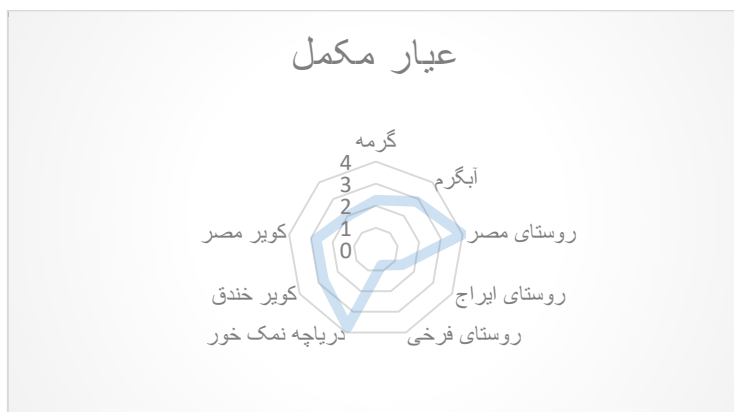 عیار مکمل
گرمه
آبگرم
روستای مصر
روستای ایراج
روستای فرخی
دریاچه نمک خور
کویر خندق
کویر مصر
4
3
2
1
0